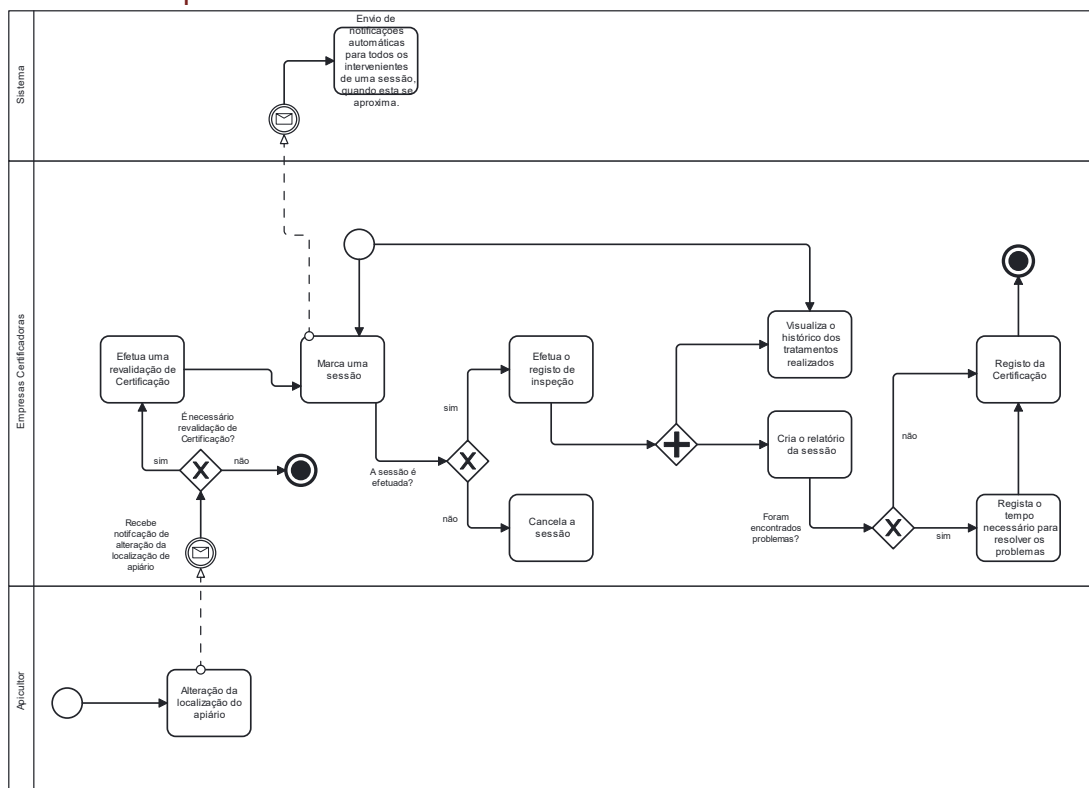 Sistema
Envio de
notificações
automáticas
para todos os
intervenientes
de uma sessão,
quando esta se
aproxima.
Empresas Certificadoras
Efetua uma
revalidação de
Certificação
Marca uma
sessão
Efetua o
registo de
inspeção
Visualiza o
histórico dos
tratamentos
realizados
Registo da
Certificação
É necessário
revalidação de
Certificação?
sim
não
sim
A sessão é
efetuada?
não
Cancela a
sessão
Cria o relatório
da sessão
não
Foram
encontrados
problemas?
sim
Regista o
tempo
necessário para
resolver os
problemas
Recebe
notifcação de
alteração da
localização de
apiário
Apicultor
Alteração da
localização do
apiário